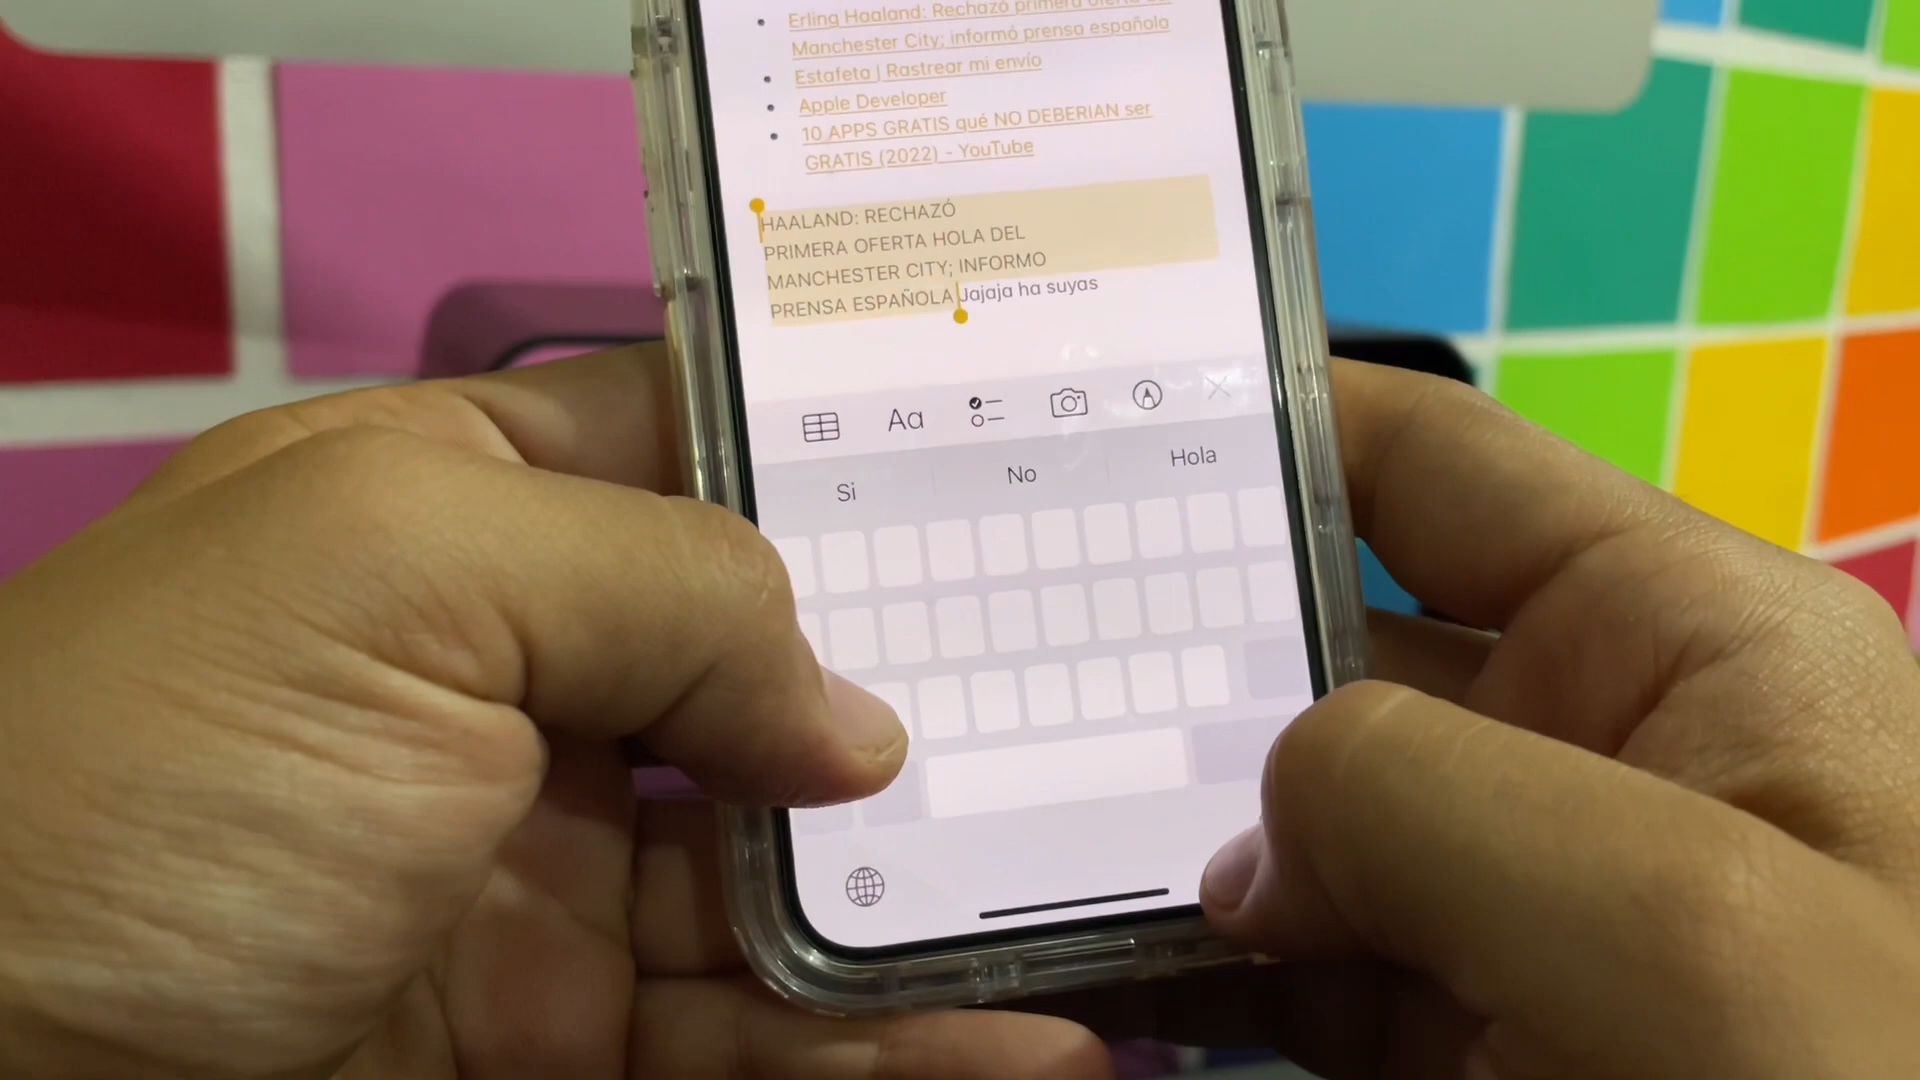 Erling Haaland: Rechazó primera oferta del
Manchester City; informó prensa española
Estafeta | Rastrear mi envío
Apple Developer
10 APPS GRATIS qué NO DEBERIAN ser
GRATIS (2022) - YouTube
HAALAND: RECHAZÓ
PRIMERA OFERTA HOLA DEL
MANCHESTER CITY; INFORMO
PRENSA ESPAÑOLA Jajaja ha suyas
Aa
Si No Hola